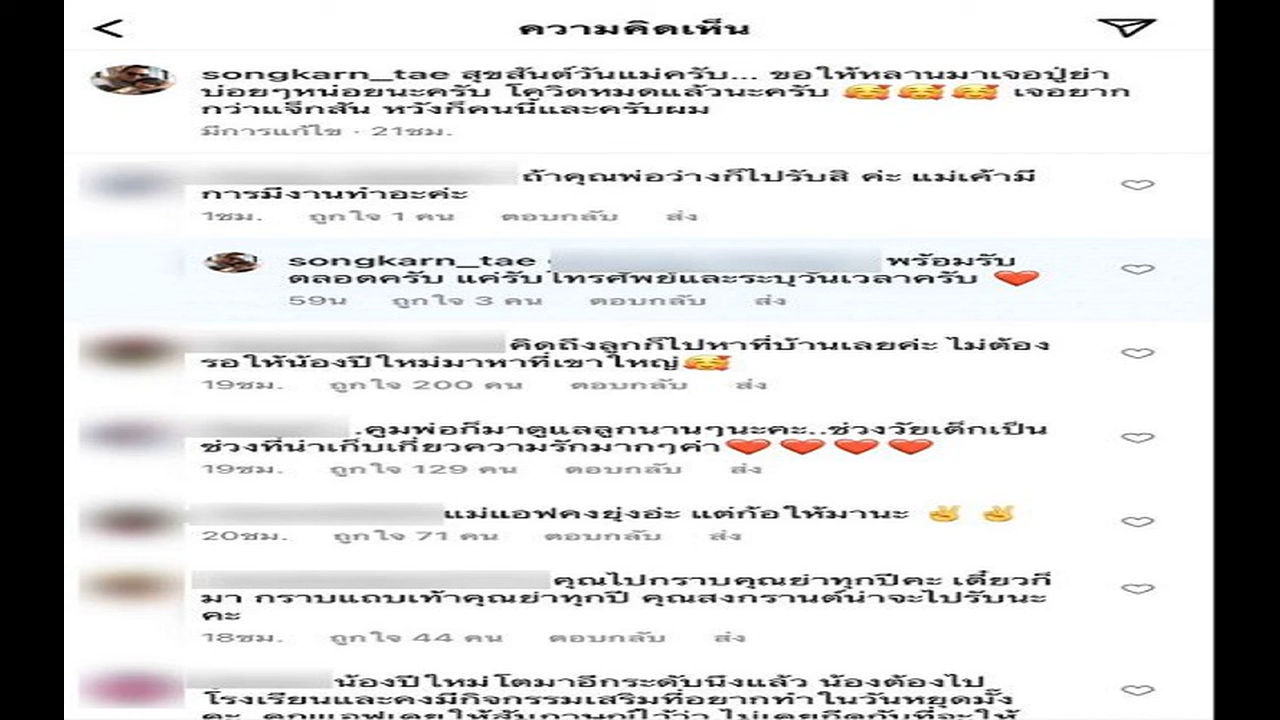 ความคิดเห็น
songkarn_tae สุขสันต์วันแม่ครับ... ขอให้หลานมาเจอปู่ย่า
บ่อยๆหน่อยนะครับ โควิดหมดแล้วนะครับ 🥰🥰🥰 เจอยาก
กว่าแจ็กสัน หวังก็คนนี้และครับผม
มีการแก้ไข · 21ชม.
ถ้าคุณพ่อว่างก็ไปรับสิ ค่ะ แม่เค้ามี
การมีงานทำอะค่ะ
1ชม. ถูกใจ 1 คน ตอบกลับ ส่ง
songkarn_tae พร้อมรับ
ตลอดครับ แค่รับโทรศัพย์และระบุวันเวลาครับ ❤️
59น ถูกใจ 3 คน ตอบกลับ ส่ง
คิดถึงลูกก็ไปหาที่บ้านเลยค่ะ ไม่ต้อง
รอให้น้องปีใหม่มาหาที่เขาใหญ่🥰
19ชม. ถูกใจ 200 คน ตอบกลับ ส่ง
.คูมพ่อก็มาดูแลลูกนานๆนะคะ..ช่วงวัยเด็กเป็น
ช่วงที่น่าเก็บเกี่ยวความรักมากๆค่า❤️❤️❤️❤️
19ชม. ถูกใจ 129 คน ตอบกลับ ส่ง
แม่แอฟคงยุ่งอ่ะ แต่ก้อให้มานะ ✌️ ✌️
20ชม. ถูกใจ 71 คน ตอบกลับ ส่ง
คุณไปกราบคุณย่าทุกปีคะ เดี๋ยวก็
มา กราบแถบเท้าคุณย่าทุกปี คุณสงกรานต์น่าจะไปรับนะ
คะ
18ชม. ถูกใจ 44 คน ตอบกลับ ส่ง
น้องปีใหม่โตมาอีกระดับนึงแล้ว น้องต้องไป
โรงเรียนและคงมีกิจกรรมเสริมที่อยากทำในวันหยุดมั้ง